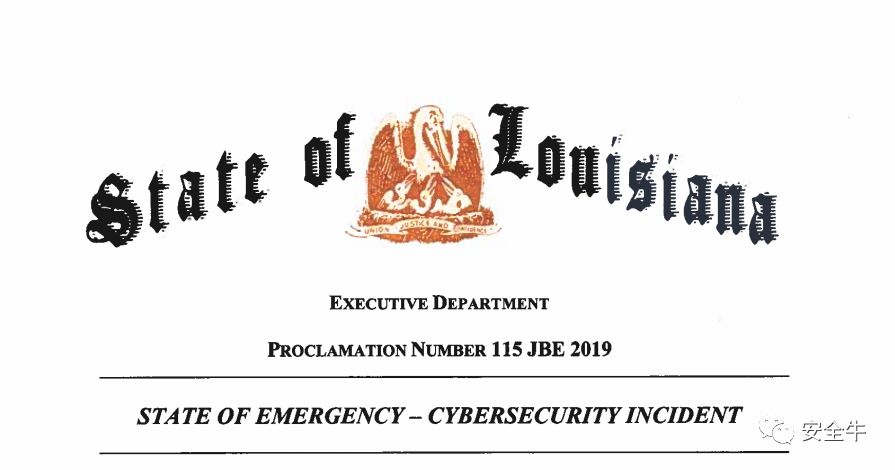 State of Louisiana
UNION JUSTICE AND CONFIDENCE
EXECUTIVE DEPARTMENT
PROCLAMATION NUMBER 115 JBE 2019
STATE OF EMERGENCY – CYBERSECURITY INCIDENT
安全牛